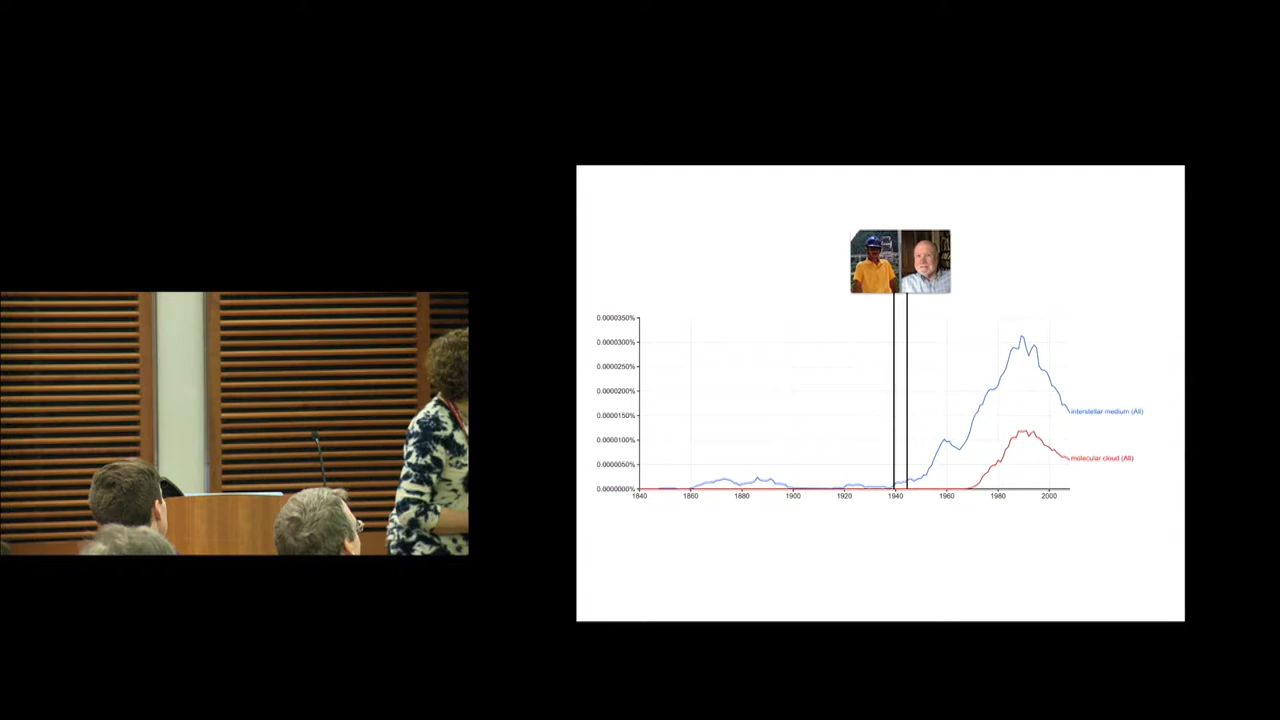 0.0000350%
0.0000300%
0.0000250%
0.0000200%
0.0000150%
0.0000100%
0.0000050%
0.0000000%
1840 1860 1880 1900 1920 1940 1960 1980 2000
interstellar medium (All)
molecular cloud (All)